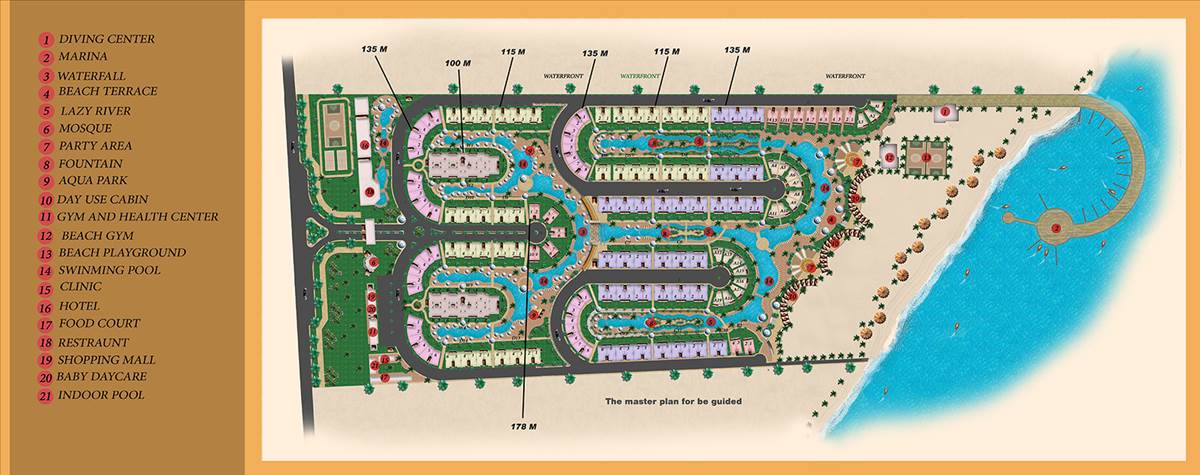 1 DIVING CENTER
2 MARINA
3 WATERFALL
4 BEACH TERRACE
5 LAZY RIVER
6 MOSQUE
7 PARTY AREA
8 FOUNTAIN
9 AQUA PARK
10 DAY USE CABIN
11 GYM AND HEALTH CENTER
12 BEACH GYM
13 BEACH PLAYGROUND
14 SWINMING POOL
15 CLINIC
16 HOTEL
17 FOOD COURT
18 RESTRAUNT
19 SHOPPING MALL
20 BABY DAYCARE
21 INDOOR POOL
135 M
100 M
115 M
135 M
115 M
135 M
WATERFRONT
WATERFRONT
WATERFRONT
178 M
The master plan for be guided